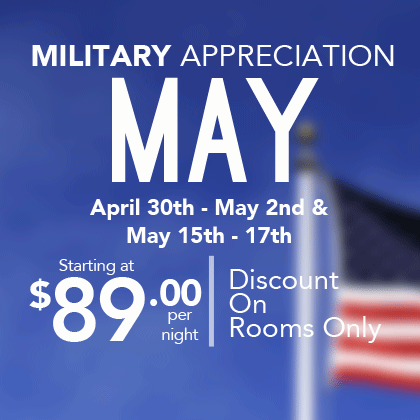 MILITARY APPRECIATION
MAY
April 30th - May 2nd &
May 15th - 17th
Starting at
$89.00
per
night
Discount
On
Rooms Only